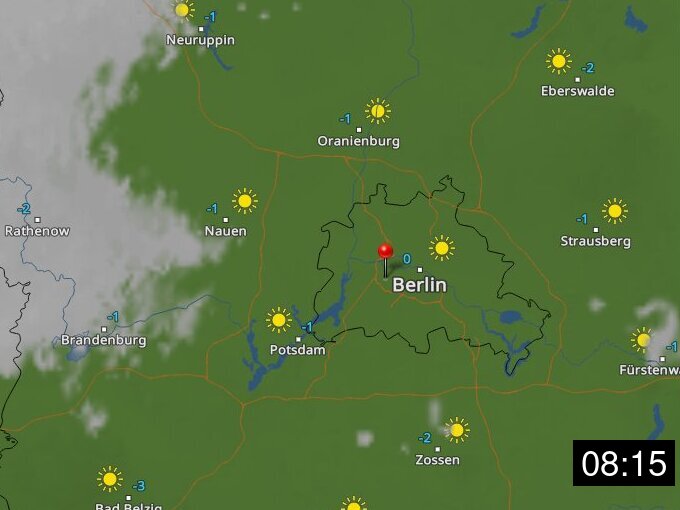 -1
Neuruppin
-2
Eberswalde
-1
Oranienburg
-2
Rathenow
-1
Nauen
-1
Strausberg
0
Berlin
-1
Brandenburg
-1
Potsdam
-1
Fürstenwa
-2
Zossen
08:15
-3
Bad Belzig